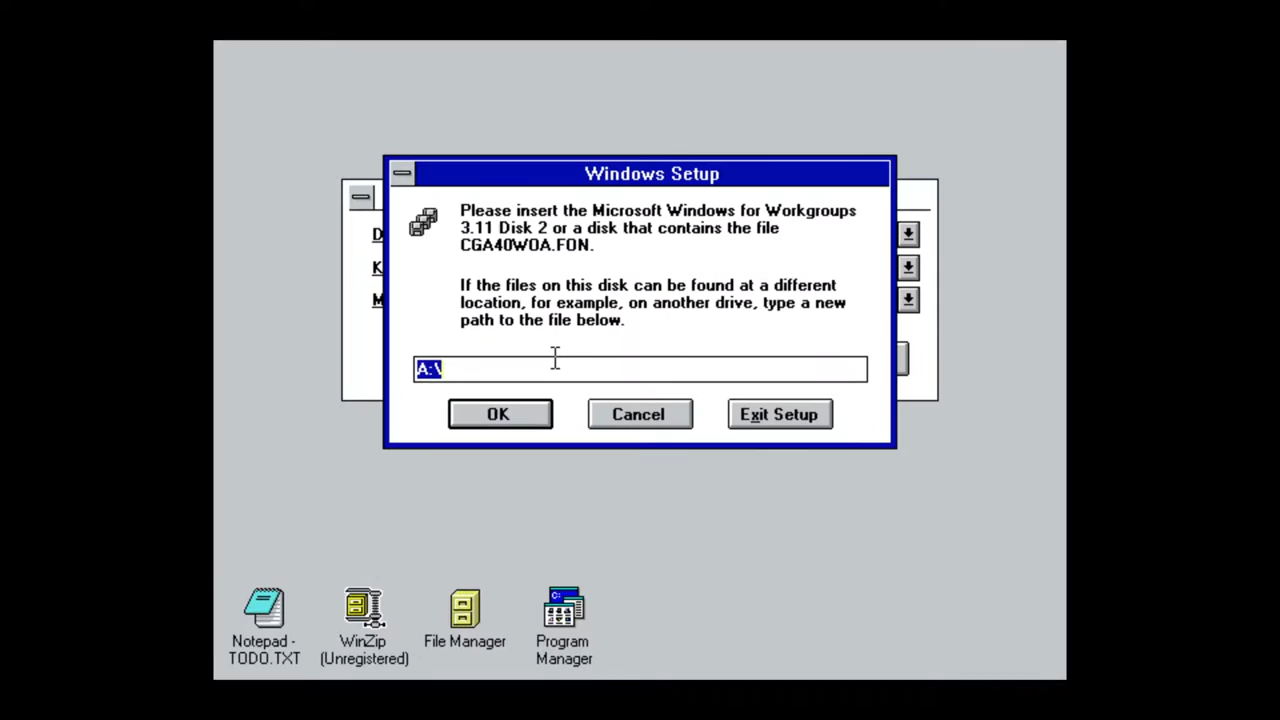 Windows Setup
Please insert the Microsoft Windows for Workgroups
3.11 Disk 2 or a disk that contains the file
CGA40WOA.FON.
If the files on this disk can be found at a different
location, for example, on another drive, type a new
path to the file below.
D
K
M
A:\
OK
Cancel
Exit Setup
Notepad -
TODO.TXT
WinZip
(Unregistered)
File Manager
C:
Program
Manager